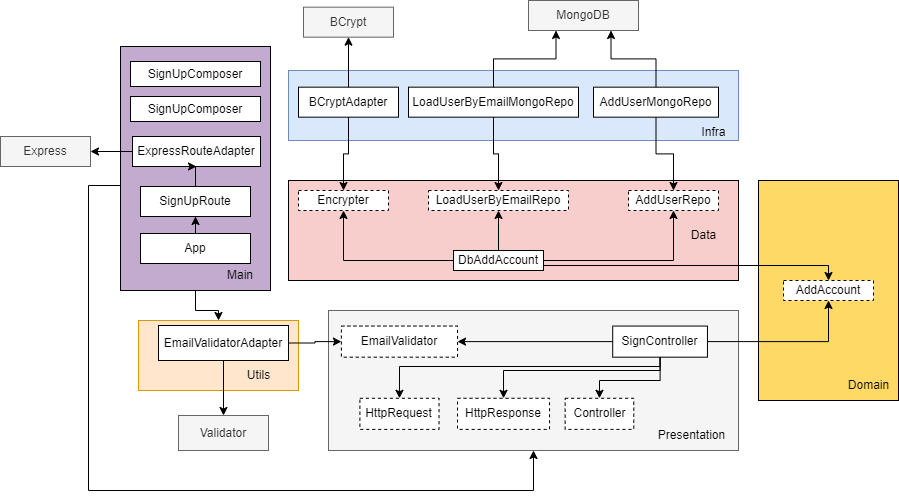 BCrypt
MongoDB
SignUpComposer
SignUpComposer
Express
ExpressRouteAdapter
SignUpRoute
App
Main
BCryptAdapter
LoadUserByEmailMongoRepo
AddUserMongoRepo
Infra
Encrypter
LoadUserByEmailRepo
AddUserRepo
Data
DbAddAccount
AddAccount
Domain
EmailValidatorAdapter
Utils
Validator
EmailValidator
SignController
HttpRequest
HttpResponse
Controller
Presentation